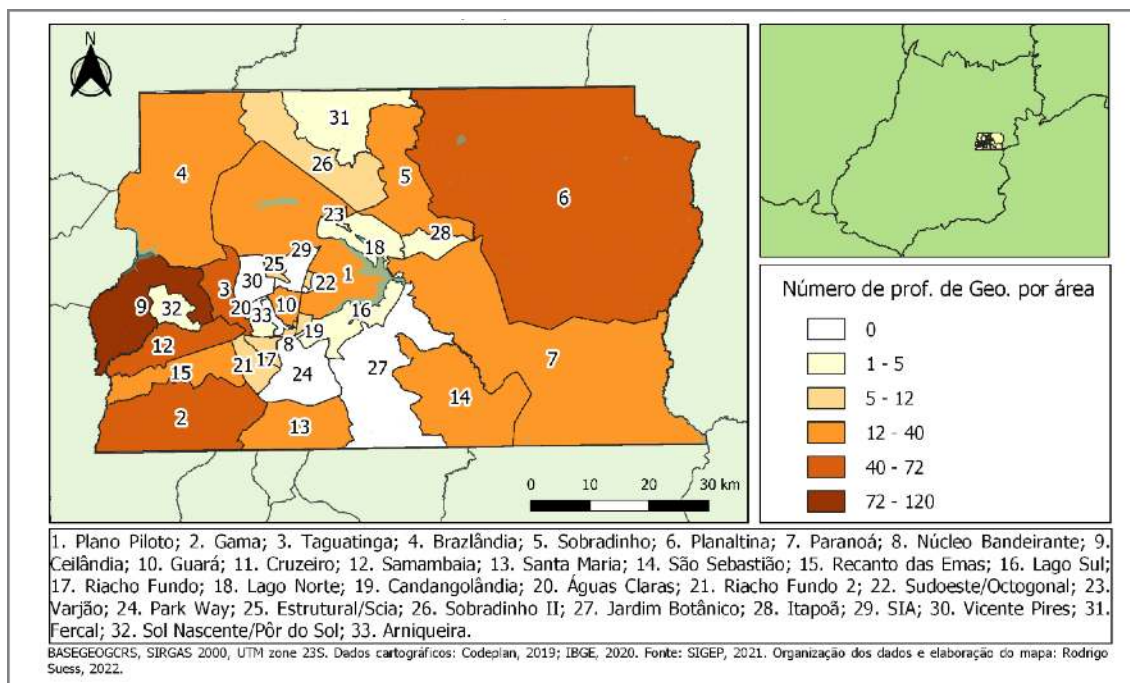 N
31
26
4
5
6
23
18
28
29
25
30
3
22
1
9
32
20
33
10
16
19
8
12
21
17
24
27
7
15
14
2
13
0 10 20 30 km
Número de prof. de Geo. por área
0
1 - 5
5 - 12
12 - 40
40 - 72
72 - 120
1. Plano Piloto; 2. Gama; 3. Taguatinga; 4. Brazlândia; 5. Sobradinho; 6. Planaltina; 7. Paranoá; 8. Núcleo Bandeirante; 9.
Ceilândia; 10. Guará; 11. Cruzeiro; 12. Samambaia; 13. Santa Maria; 14. São Sebastião; 15. Recanto das Emas; 16. Lago Sul;
17. Riacho Fundo; 18. Lago Norte; 19. Candangolândia; 20. Águas Claras; 21. Riacho Fundo 2; 22. Sudoeste/Octogonal; 23.
Varjão; 24. Park Way; 25. Estrutural/Scia; 26. Sobradinho II; 27. Jardim Botânico; 28. Itapoã; 29. SIA; 30. Vicente Pires; 31.
Fercal; 32. Sol Nascente/Pôr do Sol; 33. Arniqueira.
BASEGEOGCRS, SIRGAS 2000, UTM zone 23S. Dados cartográficos: Codeplan, 2019; IBGE, 2020. Fonte: SIGEP, 2021. Organização dos dados e elaboração do mapa: Rodrigo
Suess, 2022.